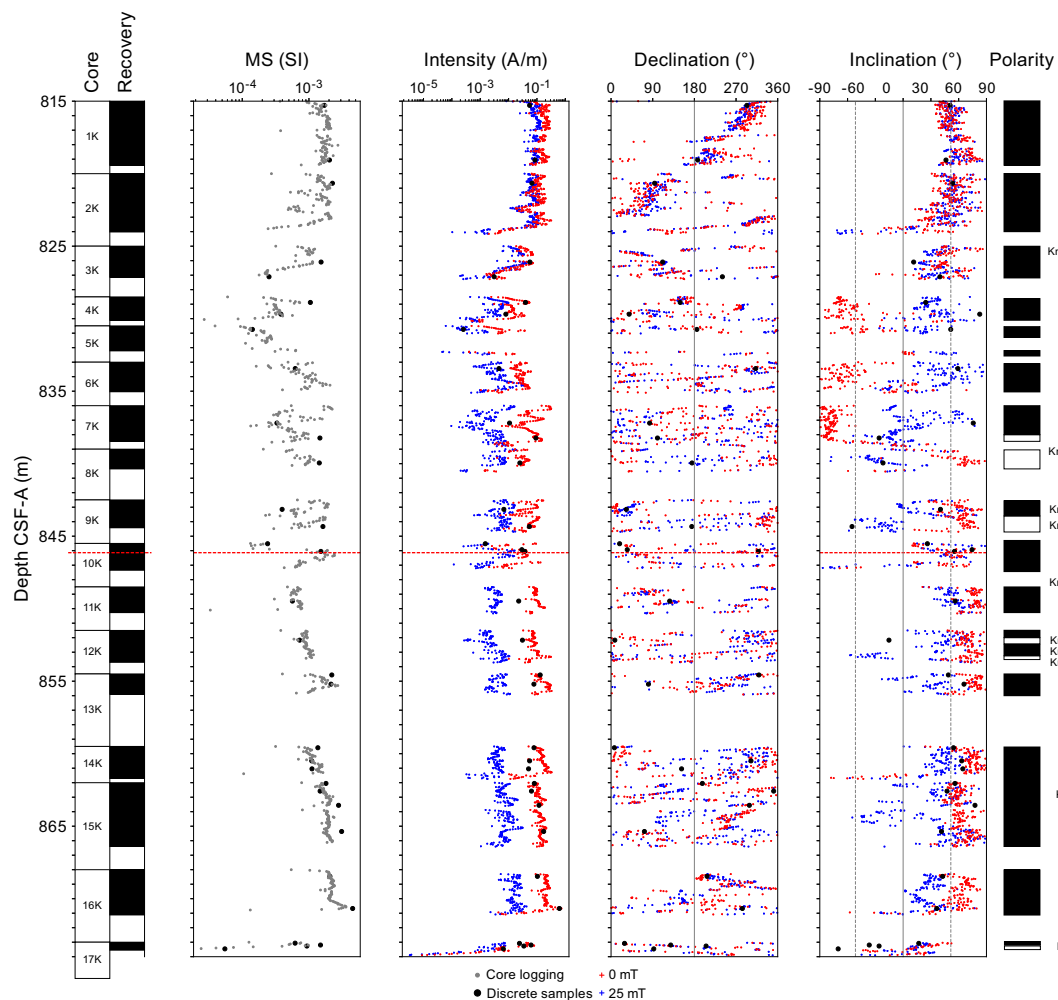 Core
Recovery
MS (SI)
Intensity (A/m)
Declination (°)
Inclination (°)
Polarity
10⁻⁴ 10⁻³
10⁻⁵ 10⁻³ 10⁻¹
0 90 180 270 360
-90 -60 0 30 60 90
815
825
835
845
855
865
Depth CSF-A (m)
1K
2K
3K
4K
5K
6K
7K
8K
9K
10K
11K
12K
13K
14K
15K
16K
17K
Core logging
Discrete samples
+ 0 mT
+ 25 mT